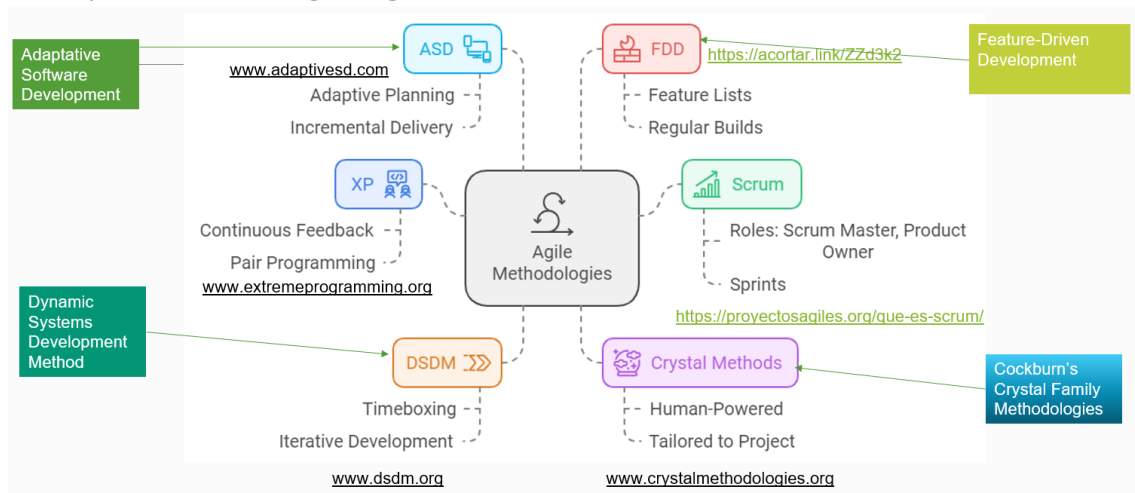 Adaptative
Software
Development
ASD
www.adaptivesd.com
Adaptive Planning
Incremental Delivery
FDD
https://acortar.link/ZZd3k2
Feature Lists
Regular Builds
Feature-Driven
Development
XP
Continuous Feedback
Pair Programming
www.extremeprogramming.org
Agile
Methodologies
Scrum
Roles: Scrum Master, Product
Owner
Sprints
https://proyectosagiles.org/que-es-scrum/
Dynamic
Systems
Development
Method
DSDM
Timeboxing
Iterative Development
www.dsdm.org
Crystal Methods
Human-Powered
Tailored to Project
www.crystalmethodologies.org
Cockburn's
Crystal Family
Methodologies